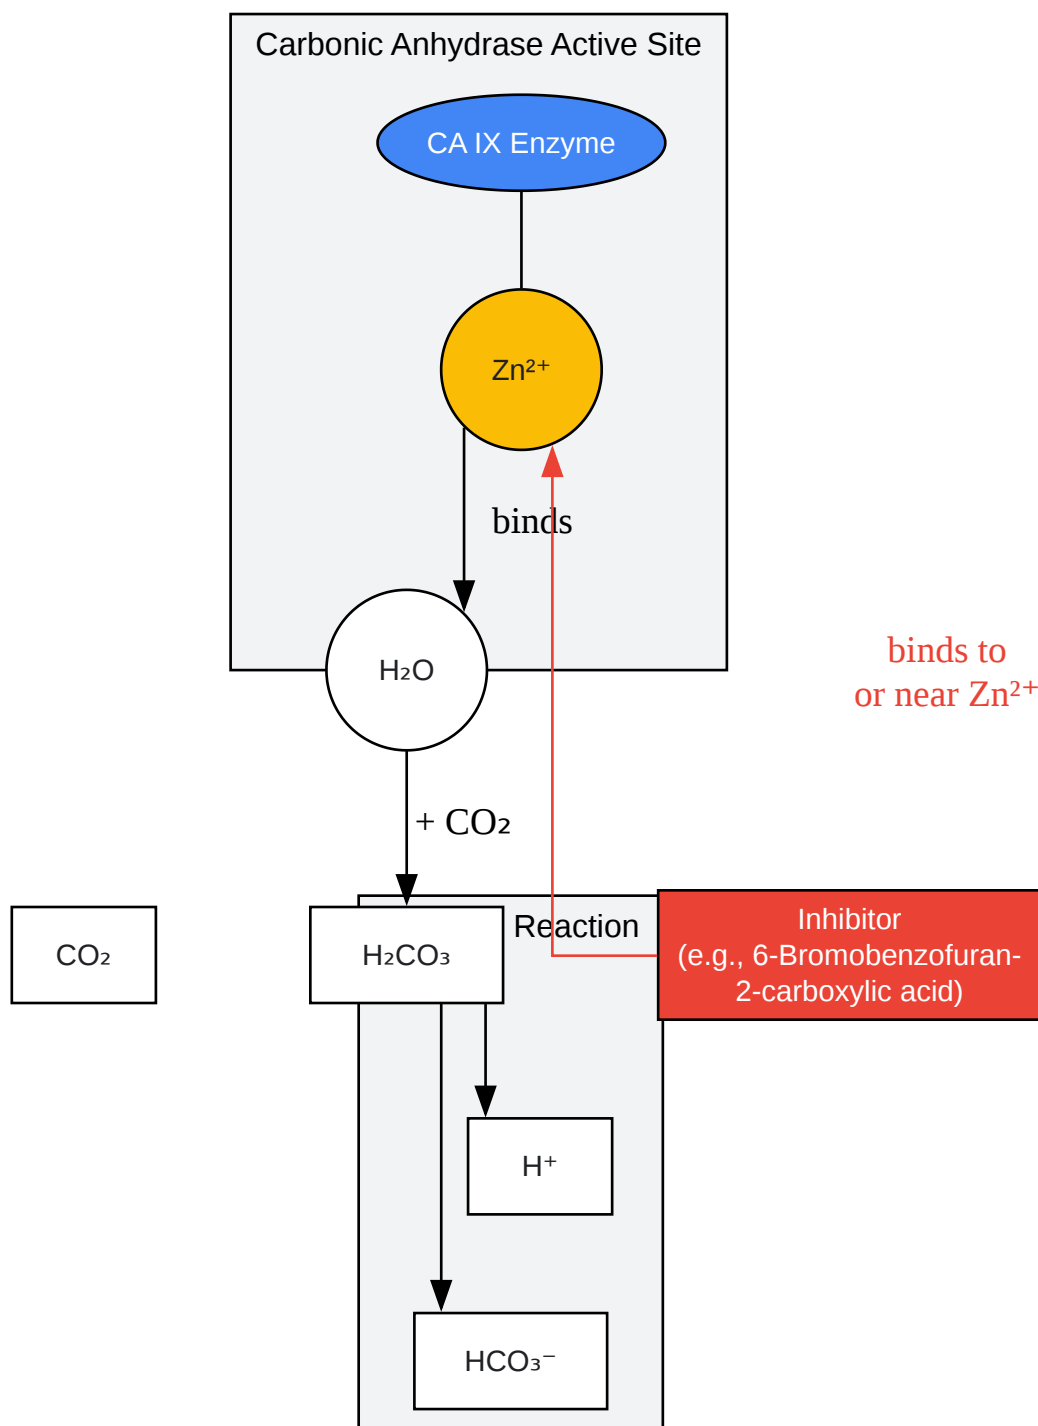 Carbonic Anhydrase Active Site
CA IX Enzyme
Zn²⁺
binds
binds to
or near Zn²⁺
H₂O
+ CO₂
CO₂
H₂CO₃
Reaction
Inhibitor
(e.g., 6-Bromobenzofuran-
2-carboxylic acid)
H⁺
HCO₃⁻